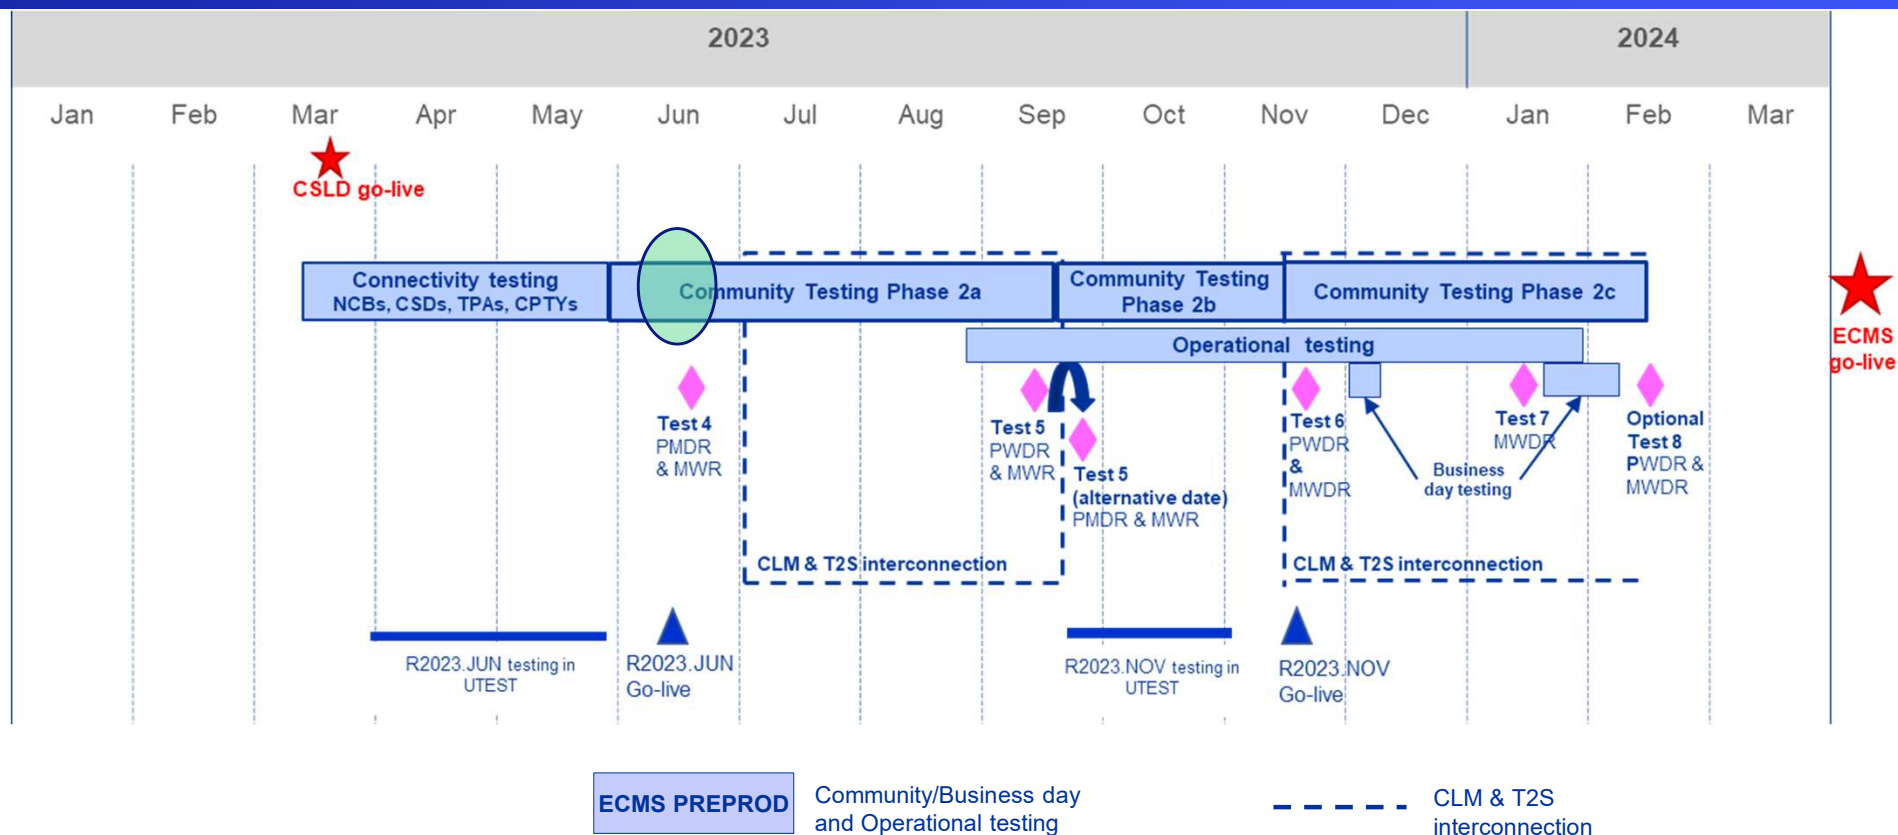 2023
2024
Jan
Feb
Mar
Apr
May
Jun
Jul
Aug
Sep
Oct
Nov
Dec
Jan
Feb
Mar
CSLD go-live
Connectivity testing
NCBs, CSDs, TPAs, CPTYs
Community Testing Phase 2a
Community Testing
Phase 2b
Community Testing Phase 2c
ECMS
go-live
Operational testing
Test 4
PMDR
& MWR
Test 5
PWDR
& MWR
Test 5
(alternative date)
PMDR & MWR
Test 6
PWDR
&
MWDR
Business
day testing
Test 7
MWDR
Optional
Test 8
PWDR &
MWDR
CLM & T2S interconnection
CLM & T2S interconnection
R2023.JUN testing in
UTEST
R2023.JUN
Go-live
R2023.NOV testing in
UTEST
R2023.NOV
Go-live
ECMS PREPROD
Community/Business day
and Operational testing
CLM & T2S
interconnection